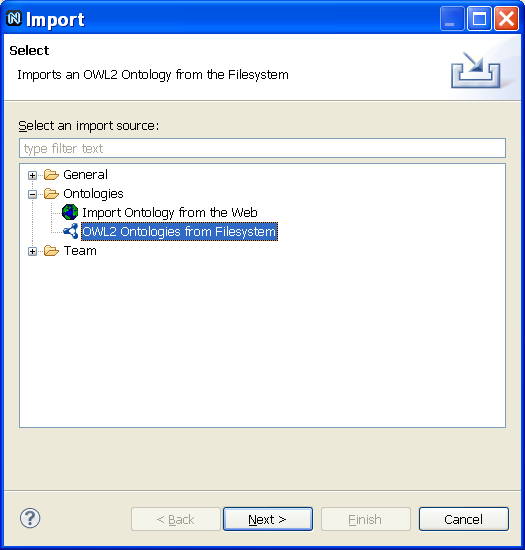 Import
Select
Imports an OWL2 Ontology from the Filesystem
Select an import source:
type filter text
General
Ontologies
Import Ontology from the Web
OWL2 Ontologies from Filesystem
Team
? < Back Next > Finish Cancel